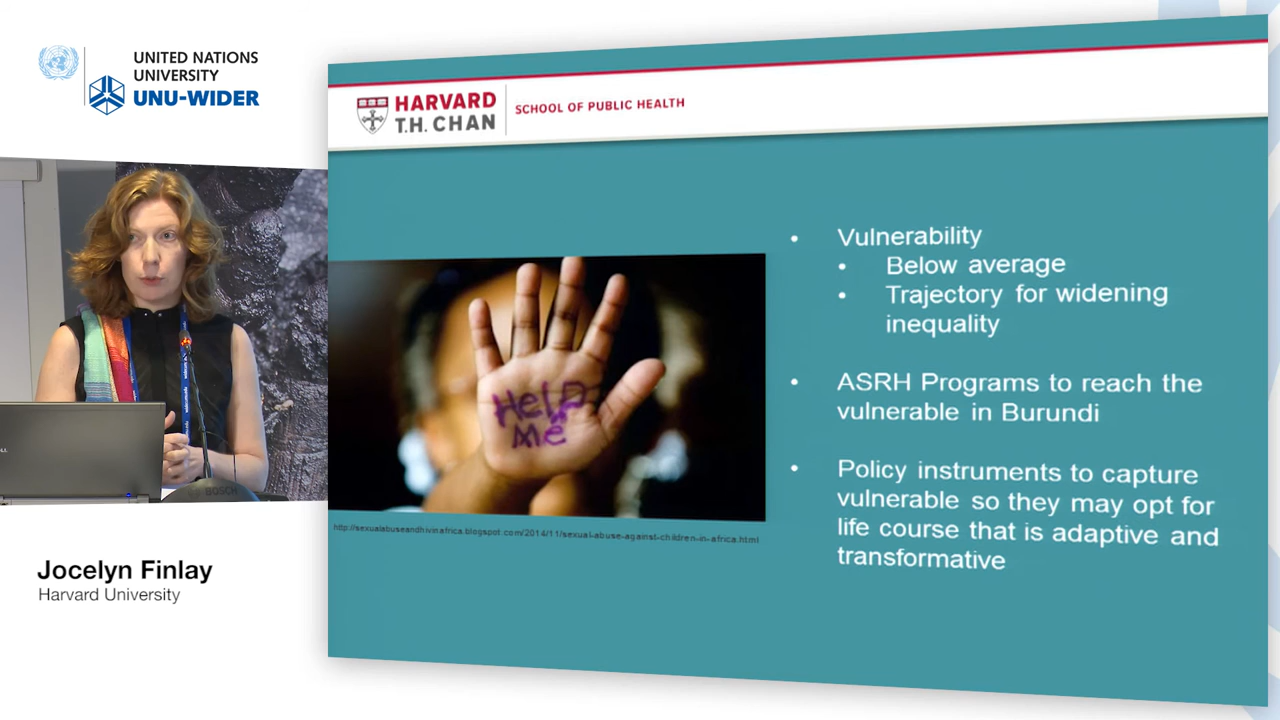 UNITED NATIONS
UNIVERSITY
UNU-WIDER
HARVARD
T.H. CHAN
SCHOOL OF PUBLIC HEALTH
• Vulnerability
• Below average
• Trajectory for widening
inequality
• ASRH Programs to reach the
vulnerable in Burundi
• Policy instruments to capture
vulnerable so they may opt for
life course that is adaptive and
transformative
HelP
Me
http://sexualabuseandhivinafrica.blogspot.com/2014/11/sexual-abuse-against-children-in-africa.html
BOSCH
Jocelyn Finlay
Harvard University